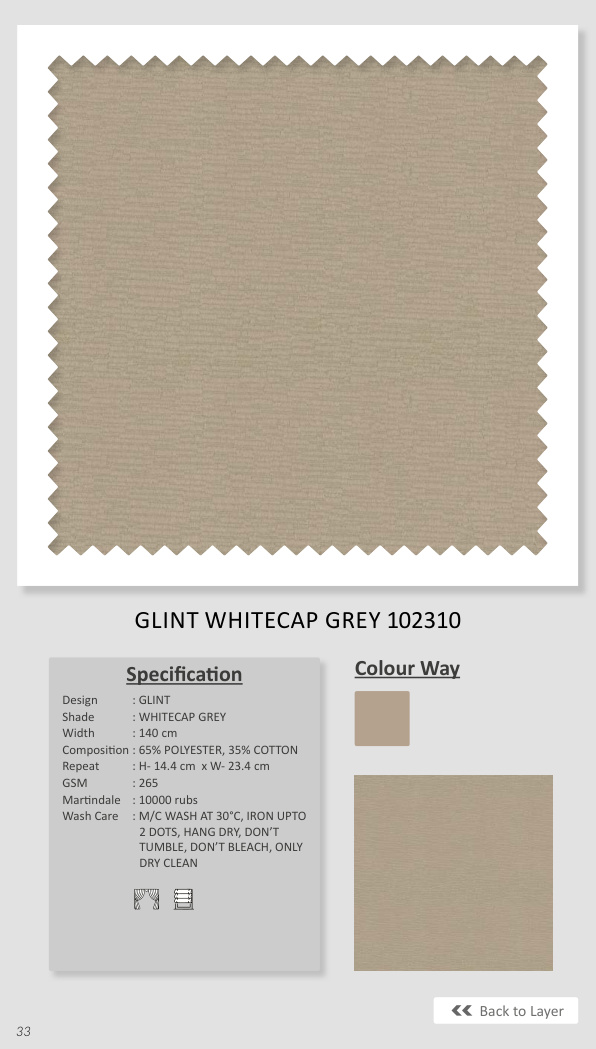 GLINT WHITECAP GREY 102310
Specification
Design : GLINT
Shade : WHITECAP GREY
Width : 140 cm
Composition : 65% POLYESTER, 35% COTTON
Repeat : H- 14.4 cm x W- 23.4 cm
GSM : 265
Martindale : 10000 rubs
Wash Care : M/C WASH AT 30°C, IRON UPTO
2 DOTS, HANG DRY, DON'T
TUMBLE, DON'T BLEACH, ONLY
DRY CLEAN
Colour Way
Back to Layer
33